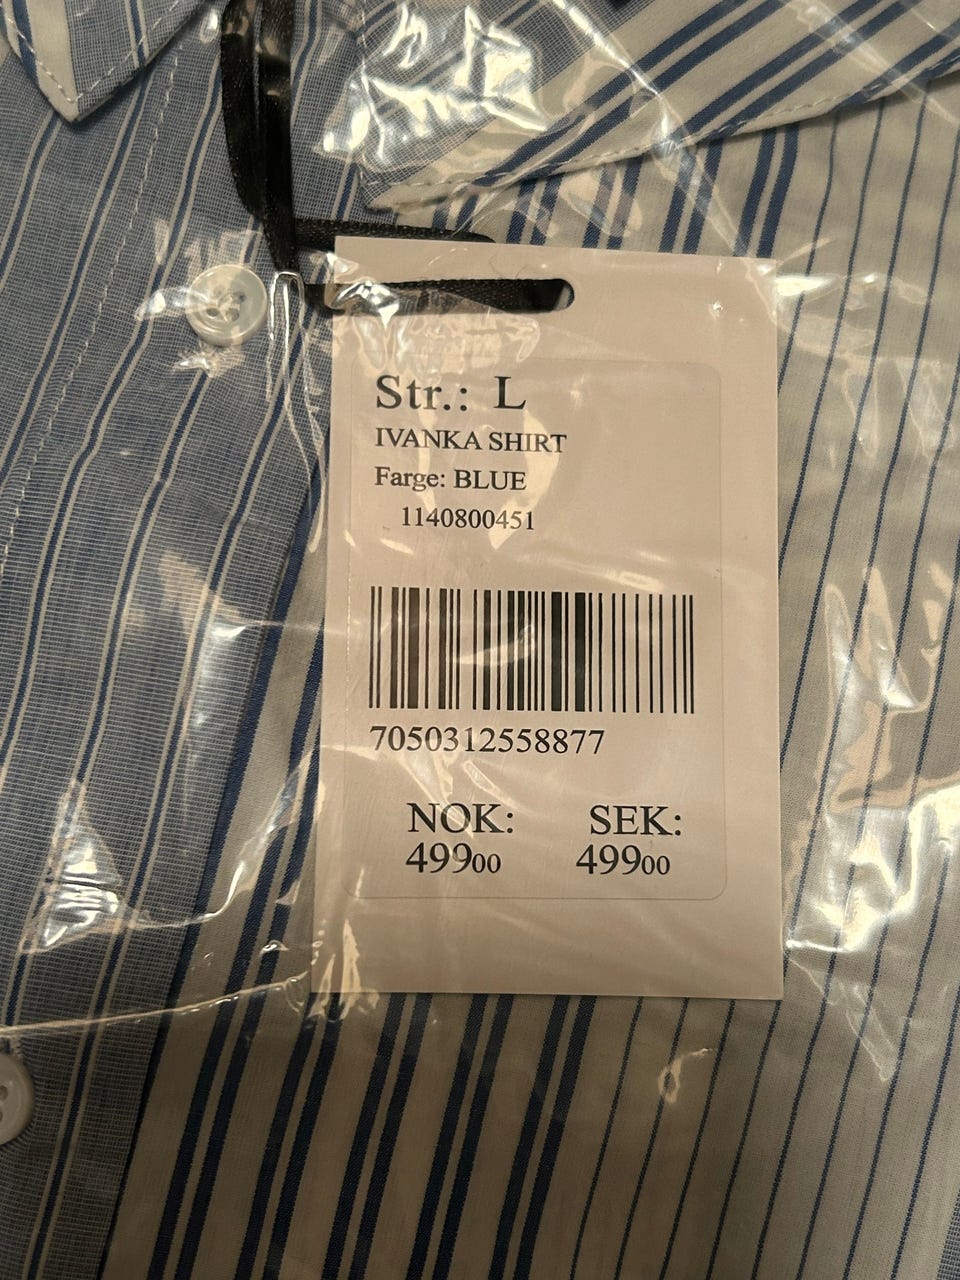 Str.: L
IVANKA SHIRT
Farge: BLUE
1140800451
7050312558877
NOK: SEK:
49900 49900